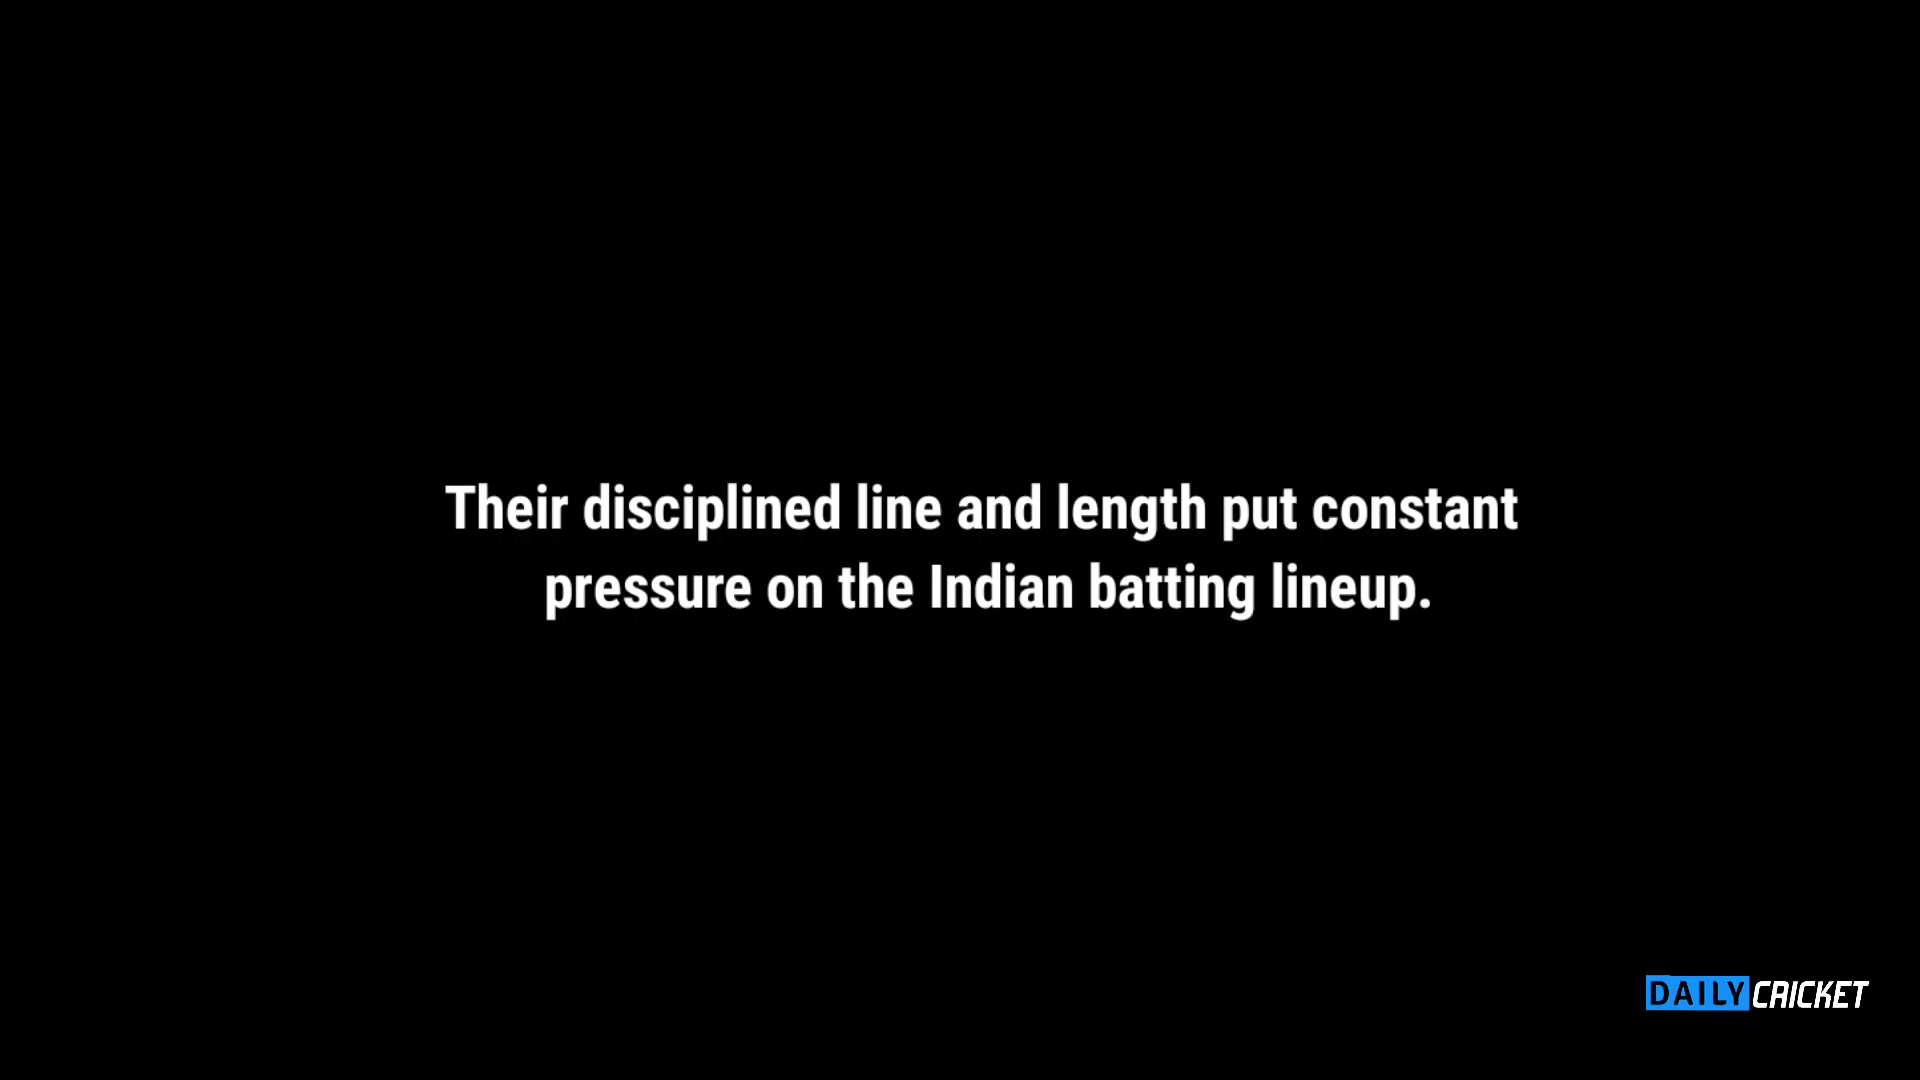 Their disciplined line and length put constant
pressure on the Indian batting lineup.
DAILY CRICKET